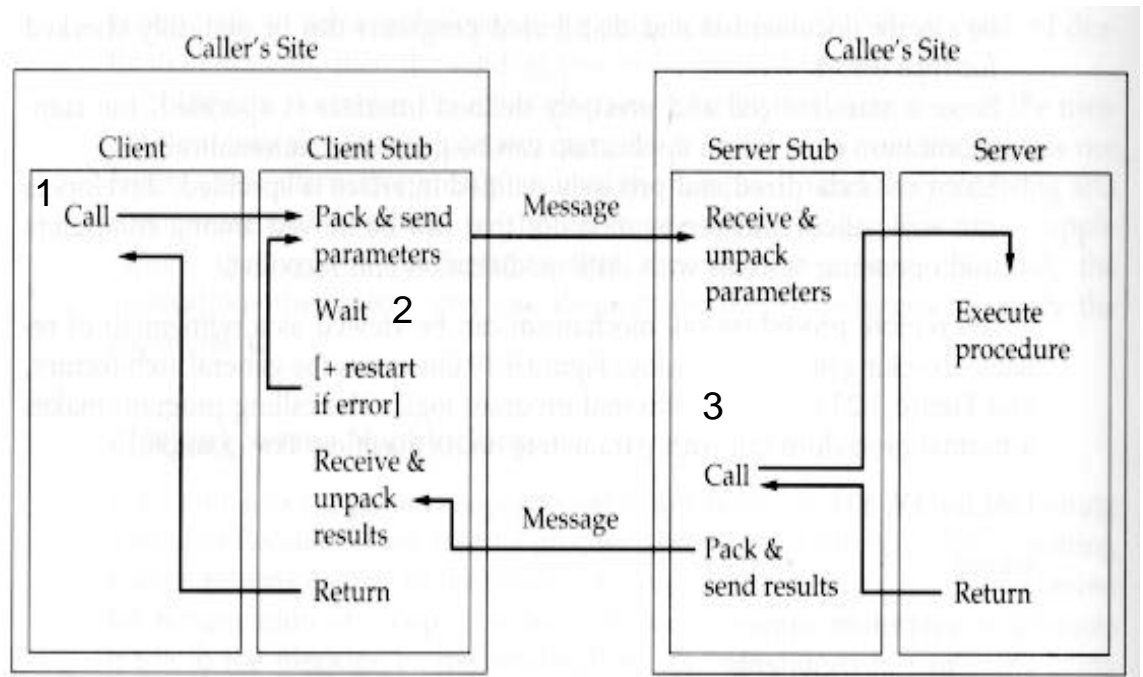 Caller's Site
Callee's Site
Client
Client Stub
Server Stub
Server
1
Call
Pack & send
parameters
Wait
2
[+ restart
if error]
Receive &
unpack
results
Return
Message
Message
Receive &
unpack
parameters
3
Call
Pack &
send results
Execute
procedure
Return